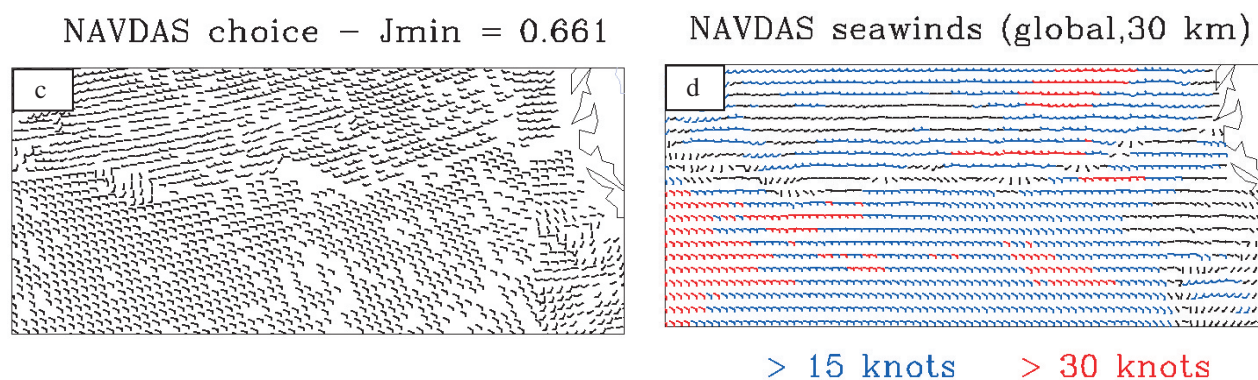 NAVDAS choice – Jmin = 0.661
c
NAVDAS seawinds (global,30 km)
d
> 15 knots > 30 knots